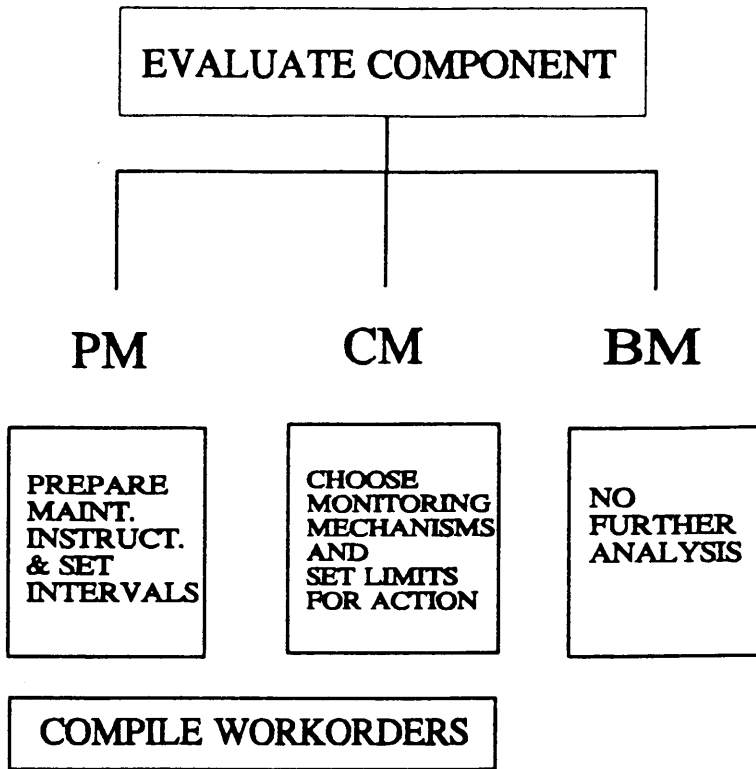 EVALUATE COMPONENT
PM
CM
BM
PREPARE
MAINT.
INSTRUCT.
& SET
INTERVALS
CHOOSE
MONITORING
MECHANISMS
AND
SET LIMITS
FOR ACTION
NO
FURTHER
ANALYSIS
COMPILE WORKORDERS